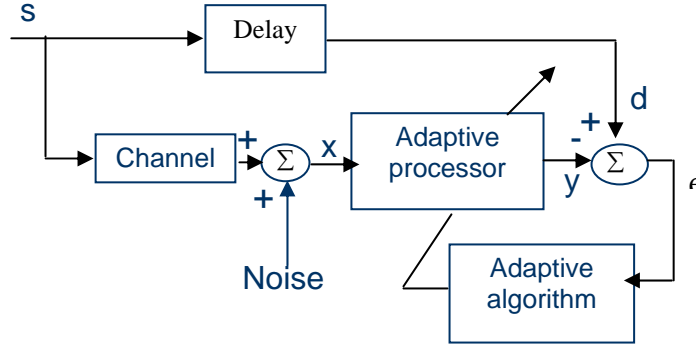 s
Delay
d
Channel
+
Σ
+
x
Adaptive
processor
- +
y
Σ
e
Noise
Adaptive
algorithm